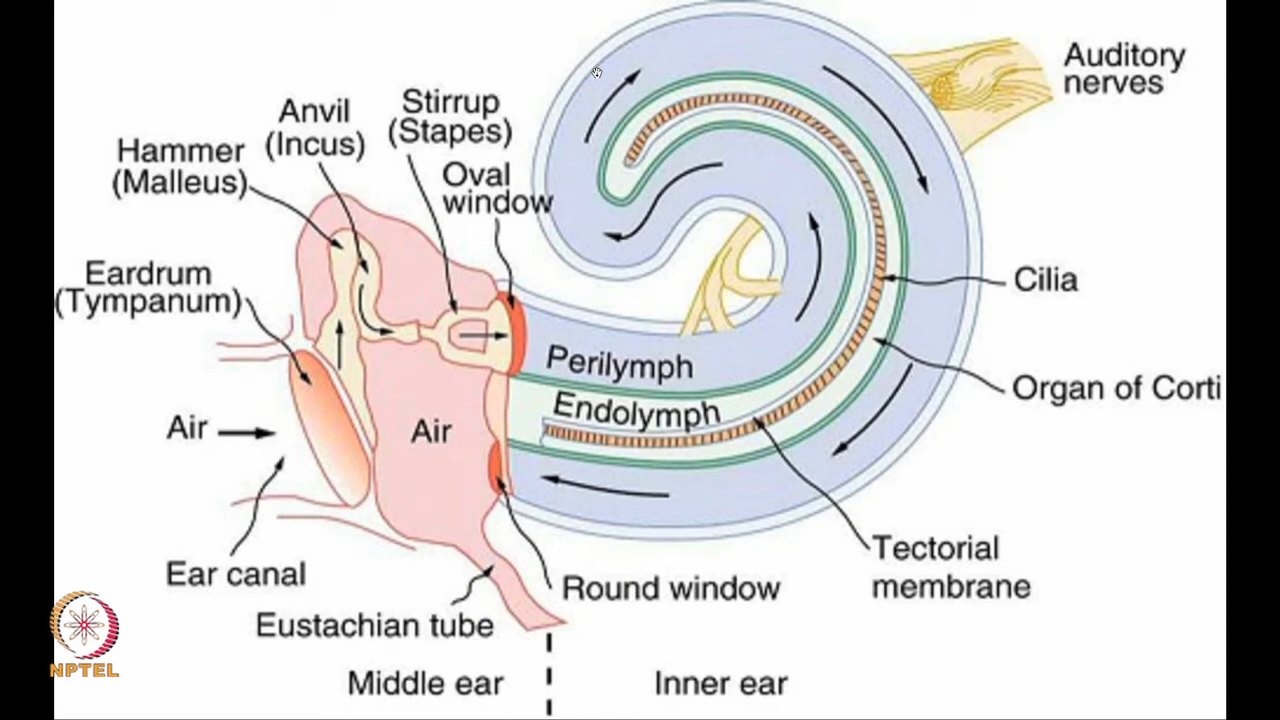 Auditory
nerves
Stirrup
(Stapes)
Anvil
(Incus)
Hammer
(Malleus)
Oval
window
Eardrum
(Tympanum)
Cilia
Perilymph
Organ of Corti
Endolymph
Air
Air
Tectorial
membrane
Ear canal
Round window
Eustachian tube
NPTEL
Middle ear
Inner ear